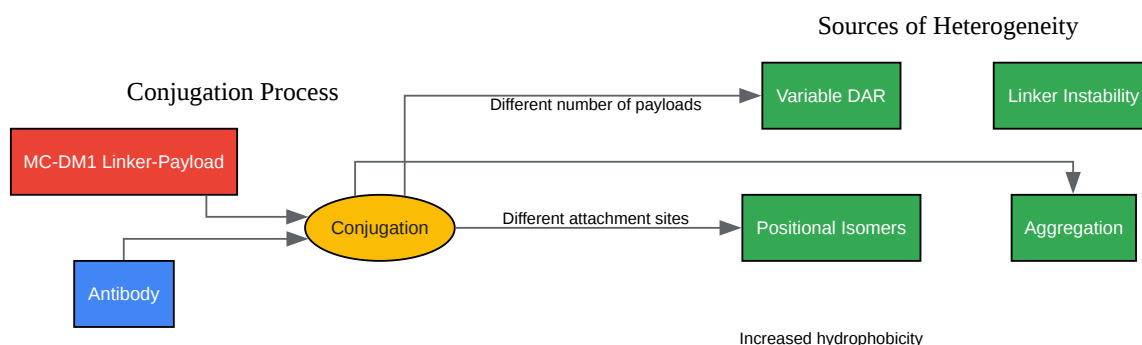 Sources of Heterogeneity
Conjugation Process
Different number of payloads
Variable DAR
Linker Instability
MC-DM1 Linker-Payload
Conjugation
Different attachment sites
Positional Isomers
Aggregation
Antibody
Increased hydrophobicity